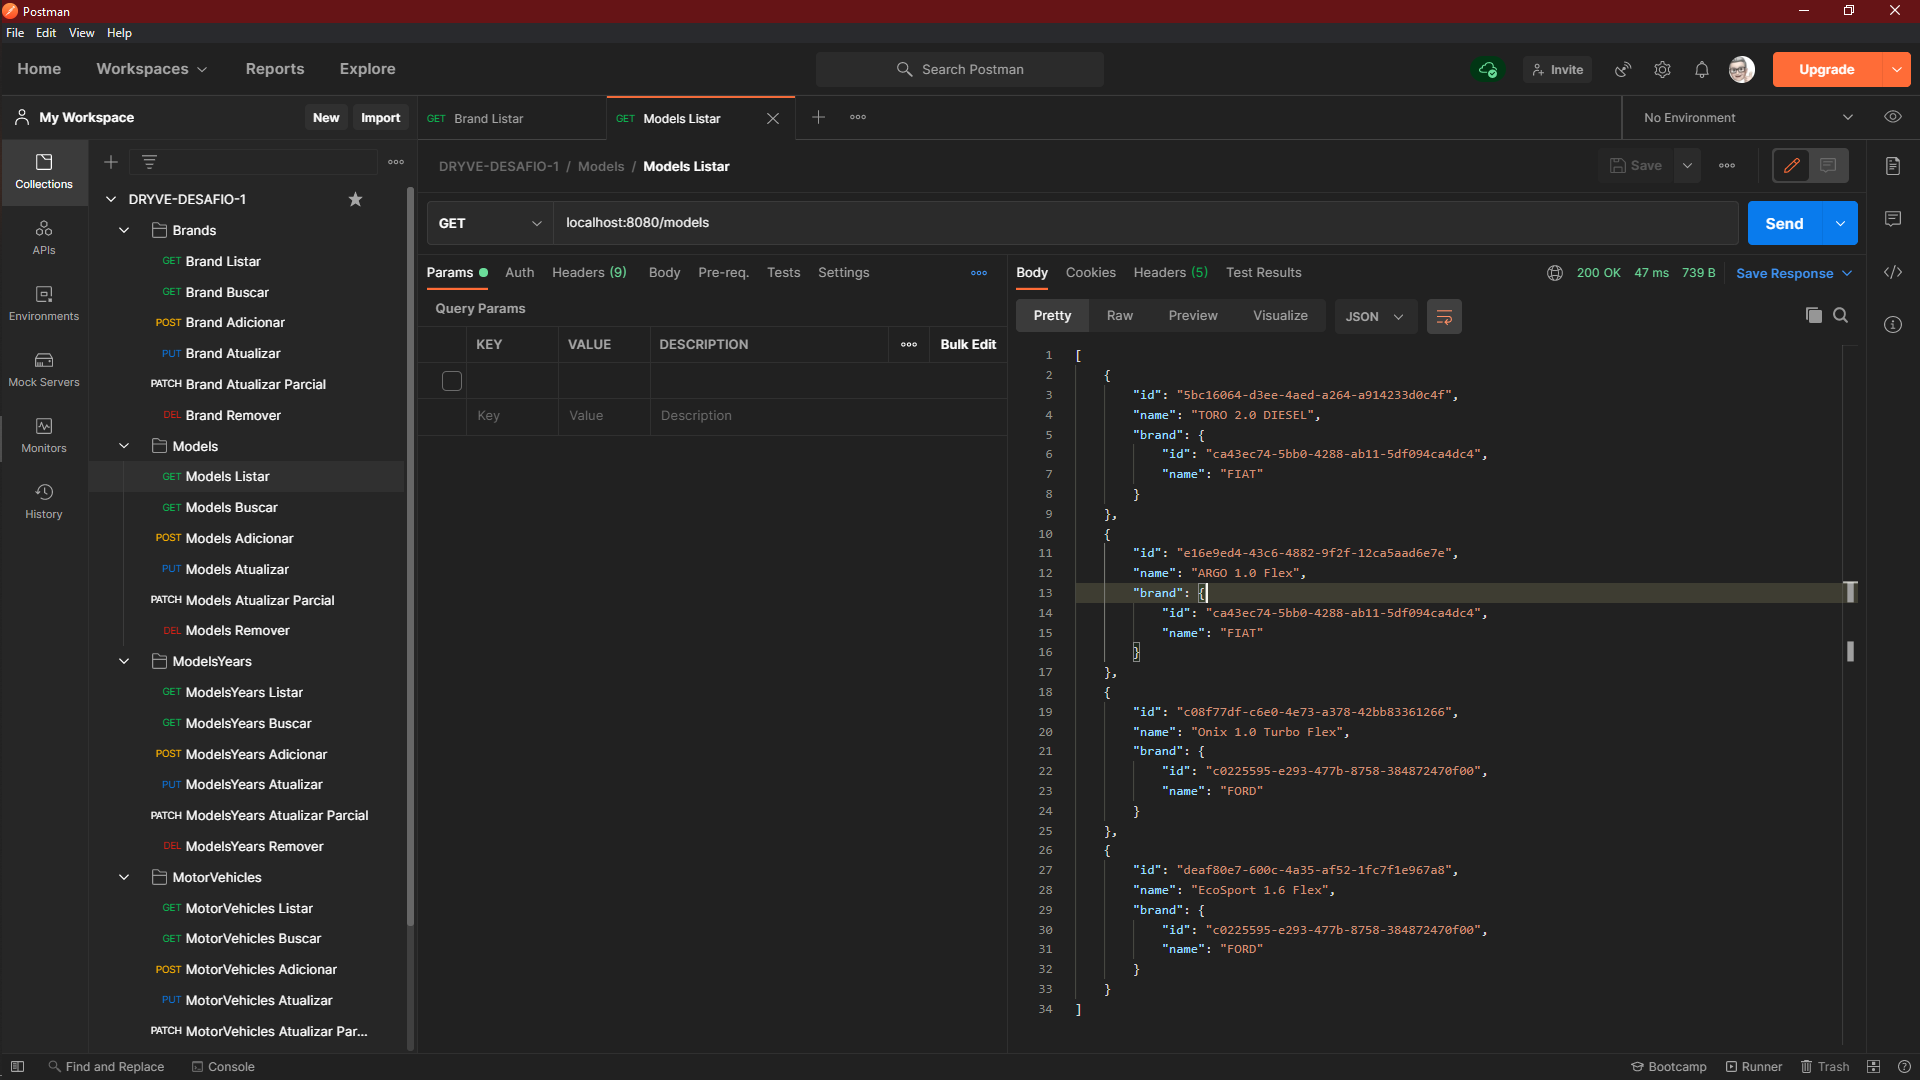 Postman
File Edit View Help
Home Workspaces Reports Explore Search Postman Invite Upgrade
My Workspace New Import GET Brand Listar GET Models Listar No Environment
Collections
APIs
Environments
Mock Servers
Monitors
History
DRYVE-DESAFIO-1
Brands
GET Brand Listar
GET Brand Buscar
POST Brand Adicionar
PUT Brand Atualizar
PATCH Brand Atualizar Parcial
DEL Brand Remover
Models
GET Models Listar
GET Models Buscar
POST Models Adicionar
PUT Models Atualizar
PATCH Models Atualizar Parcial
DEL Models Remover
ModelsYears
GET ModelsYears Listar
GET ModelsYears Buscar
POST ModelsYears Adicionar
PUT ModelsYears Atualizar
PATCH ModelsYears Atualizar Parcial
DEL ModelsYears Remover
MotorVehicles
GET MotorVehicles Listar
GET MotorVehicles Buscar
POST MotorVehicles Adicionar
PUT MotorVehicles Atualizar
PATCH MotorVehicles Atualizar Par...
DRYVE-DESAFIO-1 / Models / Models Listar Save
GET localhost:8080/models Send
Params Auth Headers (9) Body Pre-req. Tests Settings
Query Params
KEY VALUE DESCRIPTION Bulk Edit
Key Value Description
Body Cookies Headers (5) Test Results 200 OK 47 ms 739 B Save Response
Pretty Raw Preview Visualize JSON
1 [
2 {
3 "id": "5bc16064-d3ee-4aed-a264-a914233d0c4f",
4 "name": "TORO 2.0 DIESEL",
5 "brand": {
6 "id": "ca43ec74-5bb0-4288-ab11-5df094ca4dc4",
7 "name": "FIAT"
8 }
9 },
10 {
11 "id": "e16e9ed4-43c6-4882-9f2f-12ca5aad6e7e",
12 "name": "ARGO 1.0 Flex",
13 "brand": {
14 "id": "ca43ec74-5bb0-4288-ab11-5df094ca4dc4",
15 "name": "FIAT"
16 }
17 },
18 {
19 "id": "c08f77df-c6e0-4e73-a378-42bb83361266",
20 "name": "Onix 1.0 Turbo Flex",
21 "brand": {
22 "id": "c0225595-e293-477b-8758-384872470f00",
23 "name": "FORD"
24 }
25 },
26 {
27 "id": "deaf80e7-600c-4a35-af52-1fc7f1e967a8",
28 "name": "EcoSport 1.6 Flex",
29 "brand": {
30 "id": "c0225595-e293-477b-8758-384872470f00",
31 "name": "FORD"
32 }
33 }
34 ]
Find and Replace Console Bootcamp Runner Trash